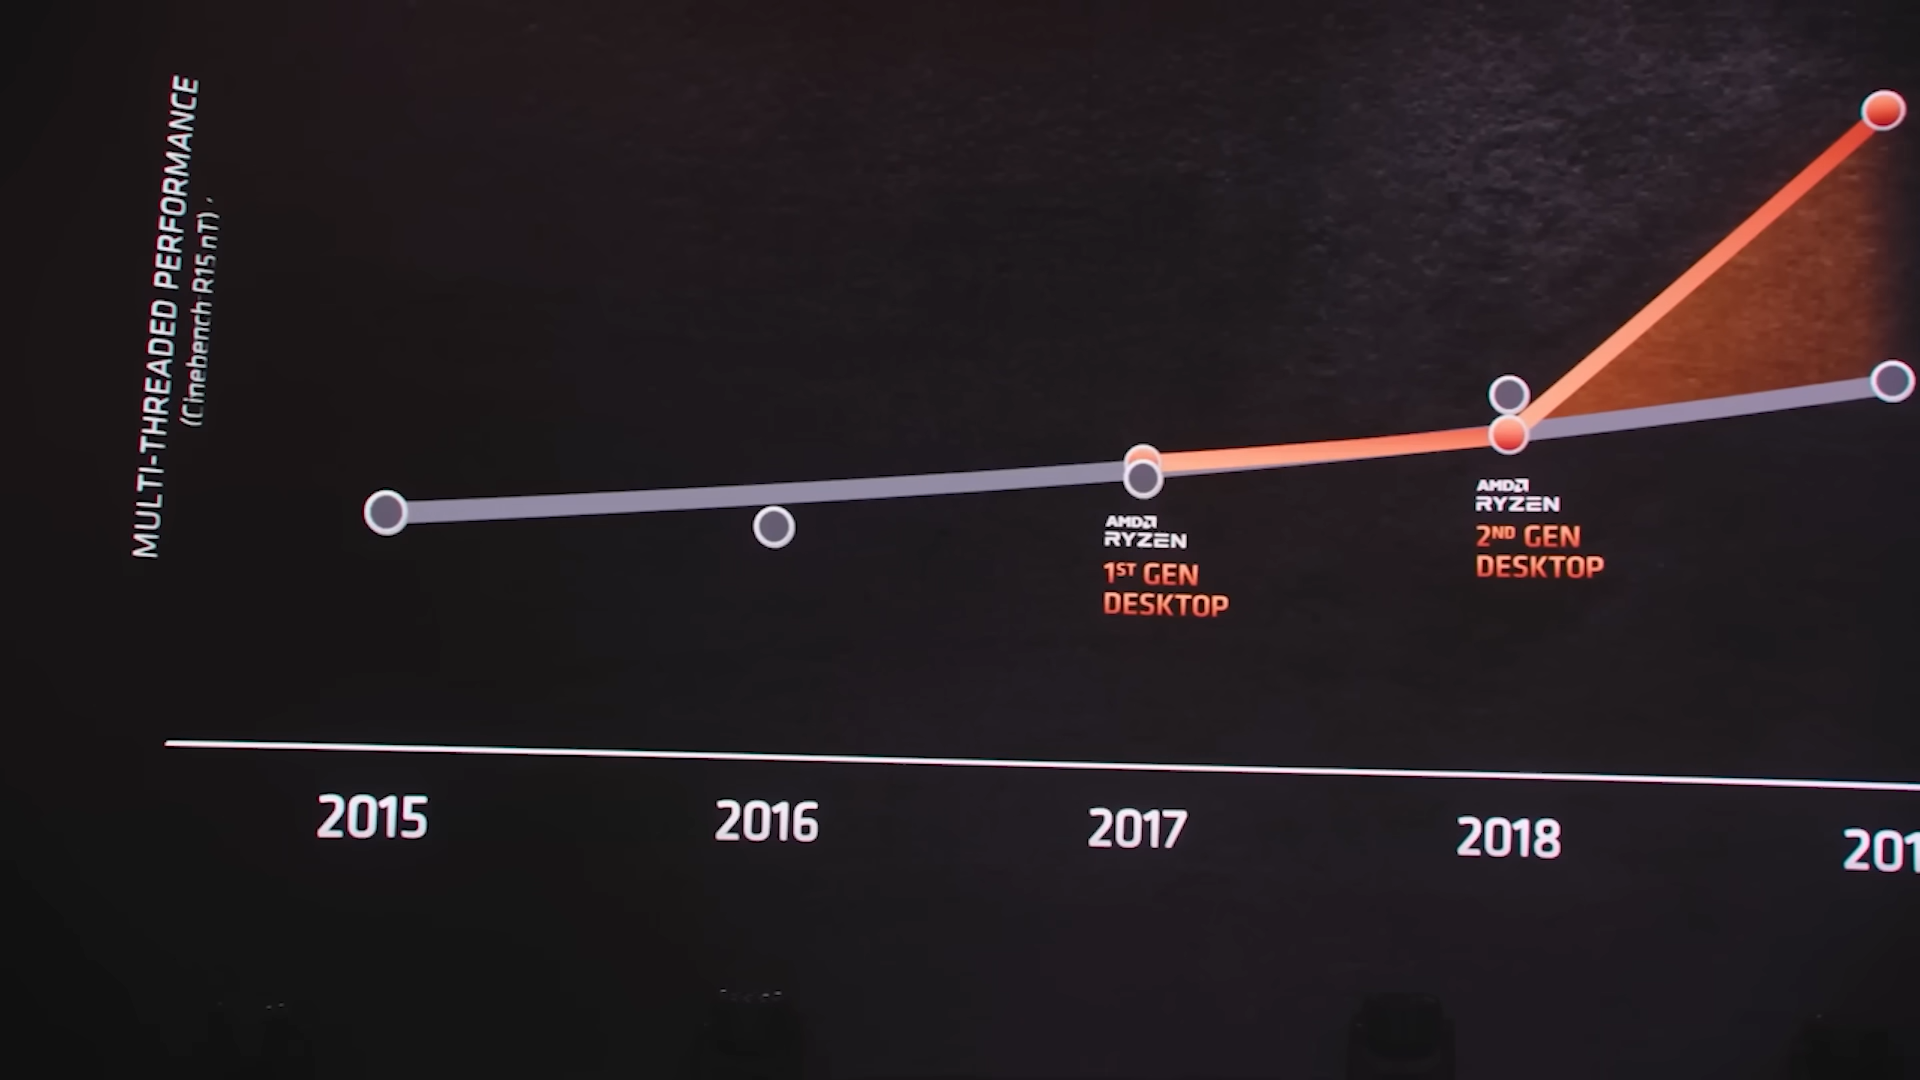 MULTI-THREADED PERFORMANCE
(Cinebench R15 nT)
AMD
RYZEN
1ST GEN
DESKTOP
AMD
RYZEN
2ND GEN
DESKTOP
2015
2016
2017
2018
201